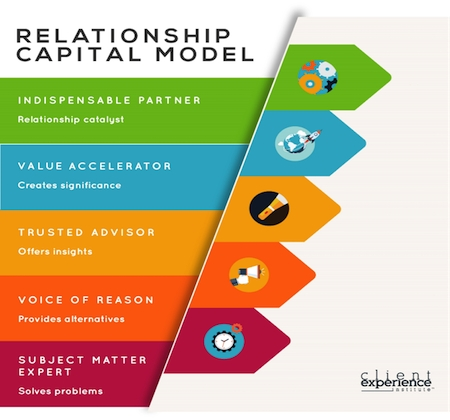 RELATIONSHIP
CAPITAL MODEL
INDISPENSABLE PARTNER
Relationship catalyst
VALUE ACCELERATOR
Creates significance
TRUSTED ADVISOR
Offers insights
VOICE OF REASON
Provides alternatives
SUBJECT MATTER
EXPERT
Solves problems
client
experience
institute